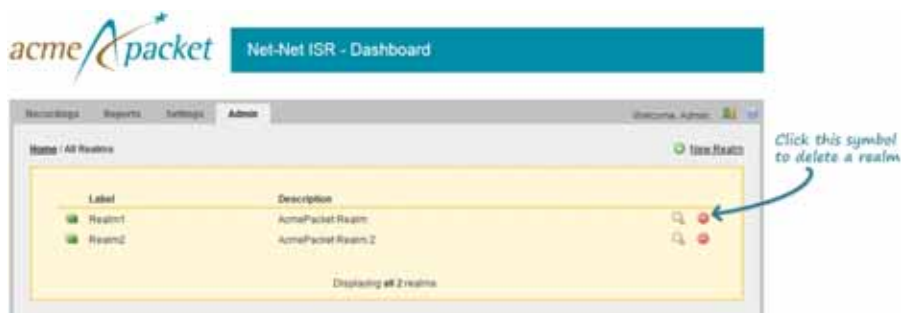 acme packet
Net-Net ISR - Dashboard
Recordings Reports Settings Admin Welcome, Admin
Home / All Realms New Realm
Click this symbol
to delete a realm
Label Description
Realm1 AcmePacket Realm
Realm2 AcmePacket Realm 2
Displaying all 2 realms